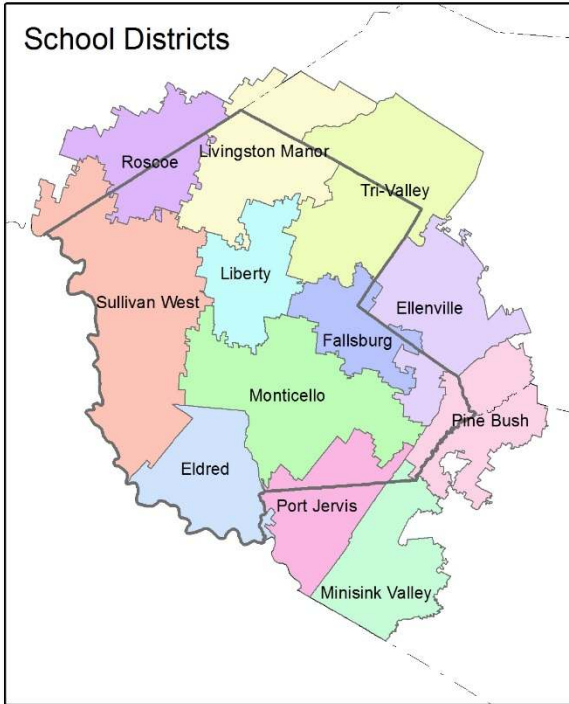 School Districts
Roscoe
Livingston Manor
Tri-Valley
Liberty
Sullivan West
Ellenville
Fallsburg
Monticello
Pine Bush
Eldred
Port Jervis
Minisink Valley